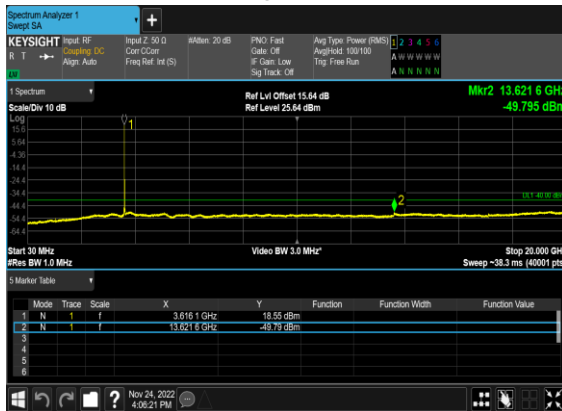 Spectrum Analyzer 1
Swept SA
KEYSIGHT Input: RF Input Z: 50 Ω #Atten: 20 dB PNO: Fast Avg Type: Power (RMS) 1 2 3 4 5 6
R T Coupling: DC Corr CCorr Gate: Off Avg|Hold: 100/100 A W W W W W
Align: Auto Freq Ref: Int (S) IF Gain: Low Trig: Free Run
Sig Track: Off A N N N N N
1 Spectrum Ref Lvl Offset 15.64 dB Mkr2 13.621 6 GHz
Scale/Div 10 dB Ref Level 25.64 dBm -49.795 dBm
Log
15.6
5.64
-4.36
-14.4
-24.4
-34.4
-44.4
-54.4
-64.4
1
2
DL1 -40.00 dBm
Start 30 MHz Video BW 3.0 MHz* Stop 20.000 GHz
#Res BW 1.0 MHz Sweep ~38.3 ms (40001 pts)
5 Marker Table
Mode Trace Scale X Y Function Function Width Function Value
1 N 1 f 3.616 1 GHz 18.55 dBm
2 N 1 f 13.621 6 GHz -49.79 dBm
3
4
5
6
? Nov 24, 2022
4:06:21 PM